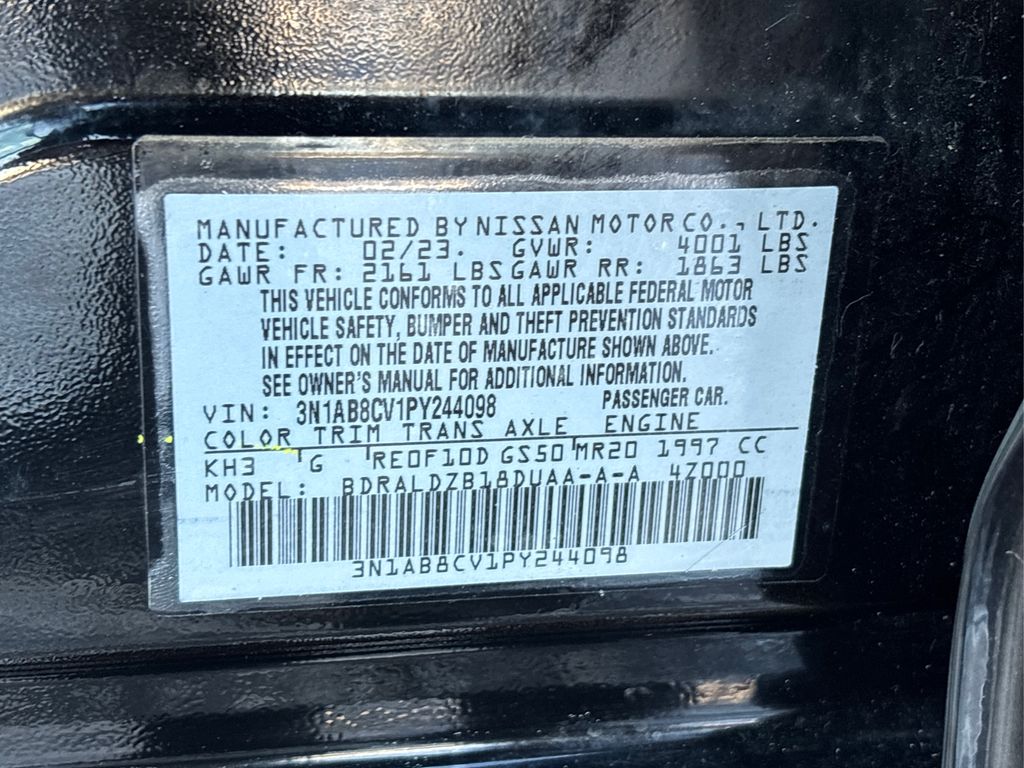 MANUFACTURED BY NISSAN MOTOR CO., LTD.
DATE: 02/23. GVWR: 4001 LBS
GAWR FR: 2161 LBS GAWR RR: 1863 LBS
THIS VEHICLE CONFORMS TO ALL APPLICABLE FEDERAL MOTOR
VEHICLE SAFETY, BUMPER AND THEFT PREVENTION STANDARDS
IN EFFECT ON THE DATE OF MANUFACTURE SHOWN ABOVE.
SEE OWNER'S MANUAL FOR ADDITIONAL INFORMATION.
VIN: 3N1AB8CV1PY244098 PASSENGER CAR.
COLOR TRIM TRANS AXLE ENGINE
KH3 G RE0F10D GS50 MR20 1997 CC
MODEL: BDRALDZB18DUAA-A-A 4Z000
3N1AB8CV1PY244098